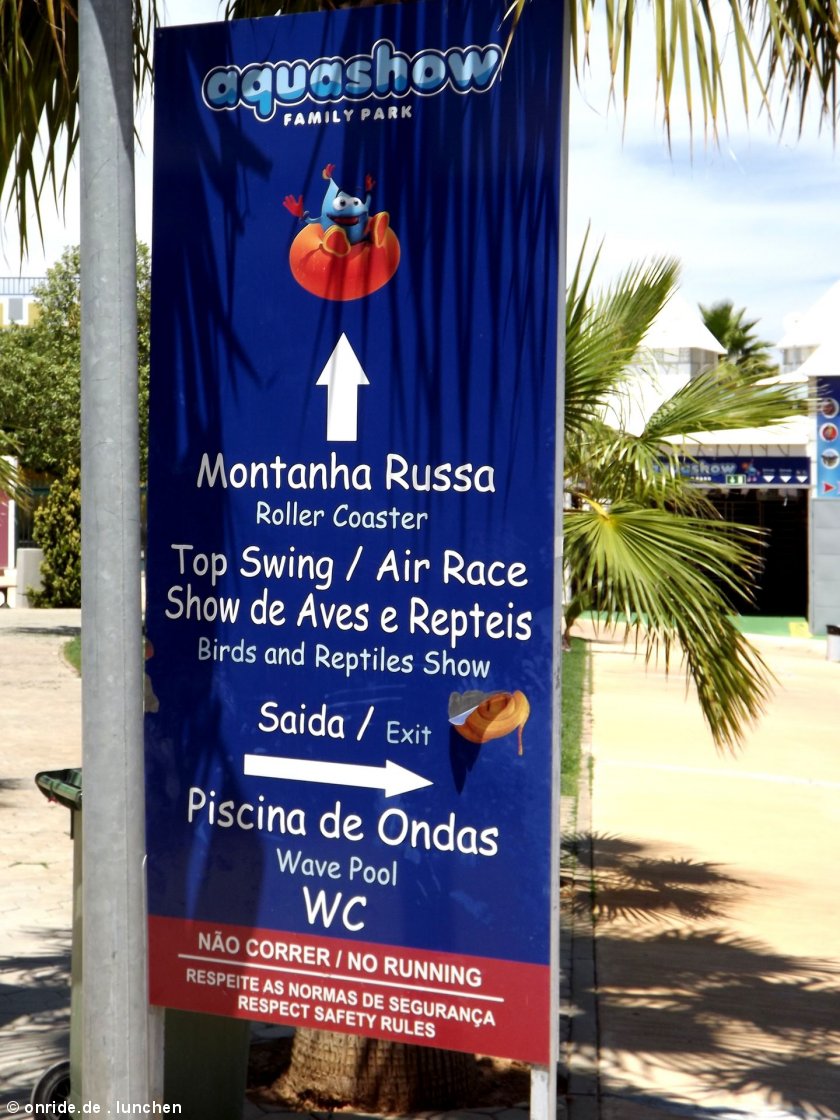 aquashow
FAMILY PARK
Montanha Russa
Roller Coaster
Top Swing / Air Race
Show de Aves e Repteis
Birds and Reptiles Show
Saida / Exit
Piscina de Ondas
Wave Pool
WC
NÃO CORRER / NO RUNNING
RESPEITE AS NORMAS DE SEGURANÇA
RESPECT SAFETY RULES
aquashow
© onride.de . lunchen